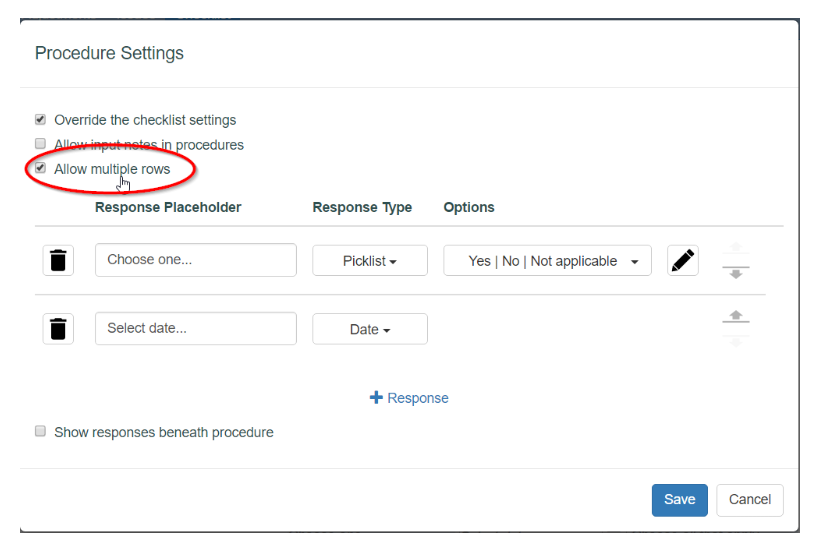 Procedure Settings
Override the checklist settings
Allow input notes in procedures
Allow multiple rows
Response Placeholder Response Type Options
Choose one... Picklist Yes | No | Not applicable
Select date... Date
+ Response
Show responses beneath procedure
Save Cancel